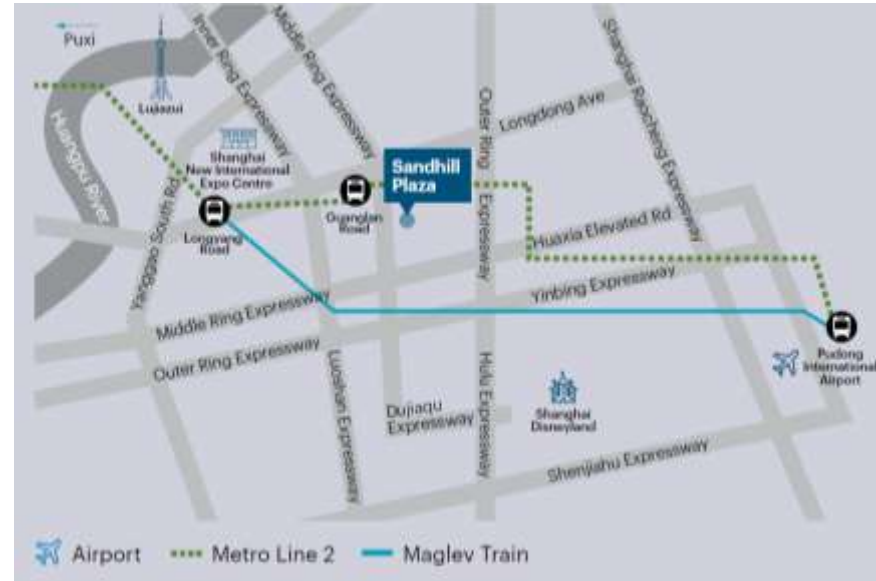 Puxi
Lujiazui
Huangpu River
Inner Ring Expressway
Middle Ring Expressway
Shanghai
New International
Expo Centre
Yanggao South Rd
Longyang
Road
Guanglan
Road
Sandhill
Plaza
Outer Ring Expressway
Longdong Ave
Shanghai Raocheng Expressway
Huaxia Elevated Rd
Yinbing Expressway
Middle Ring Expressway
Outer Ring Expressway
Luoshan Expressway
Dujiaqu
Expressway
Hulu Expressway
Shanghai
Disneyland
Pudong
International
Airport
Shenjiahu Expressway
Airport
Metro Line 2
Maglev Train